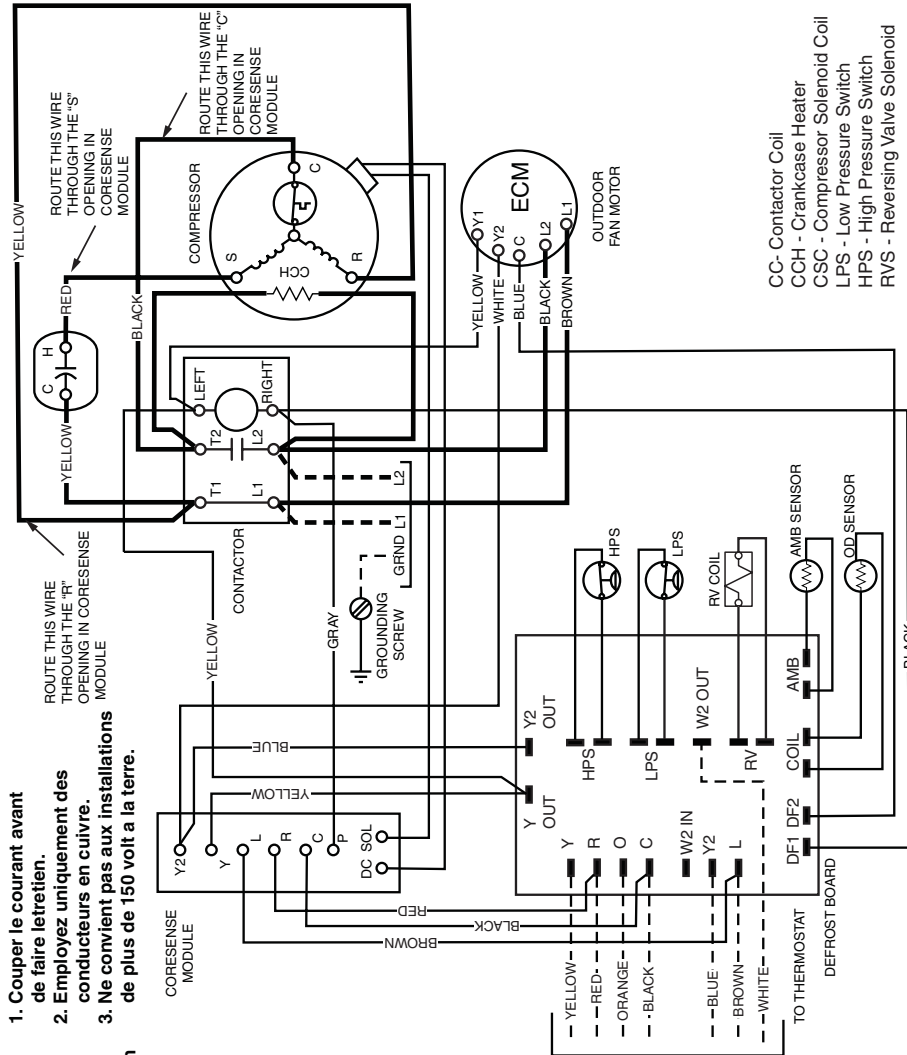 1. Couper le courant avant
de faire letretien.
2. Employez uniquement des
conducteurs en cuivre.
3. Ne convient pas aux installations
de plus de 150 volt a la terre.
n
ROUTE THIS WIRE
THROUGH THE "R"
OPENING IN CORESENSE
MODULE
YELLOW
ROUTE THIS WIRE
THROUGH THE "S"
OPENING IN
CORESENSE
MODULE
ROUTE THIS WIRE
THROUGH THE "C"
OPENING IN
CORESENSE
MODULE
YELLOW
C
H
RED
BLACK
COMPRESSOR
S
C
R
CCH
CONTACTOR
T1
T2
LEFT
L1
L2
RIGHT
YELLOW
GRAY
GROUNDING
SCREW
GRND
L1
L2
YELLOW
WHITE
BLUE
BLACK
BROWN
Y1
Y2
C
L2
L1
ECM
OUTDOOR
FAN MOTOR
CORESENSE
MODULE
Y2
Y
L
R
C
P
DC SOL
BLUE
YELLOW
RED
BLACK
BROWN
Y
OUT
Y2
OUT
HPS
LPS
W2 OUT
RV
Y
R
O
C
W2 IN
Y2
L
DF1
DF2
COIL
AMB
HPS
LPS
RV COIL
AMB SENSOR
OD SENSOR
YELLOW
RED
ORANGE
BLACK
BLUE
BROWN
WHITE
TO THERMOSTAT
DEFROST BOARD
BLACK
CC- Contactor Coil
CCH - Crankcase Heater
CSC - Compressor Solenoid Coil
LPS - Low Pressure Switch
HPS - High Pressure Switch
RVS - Reversing Valve Solenoid